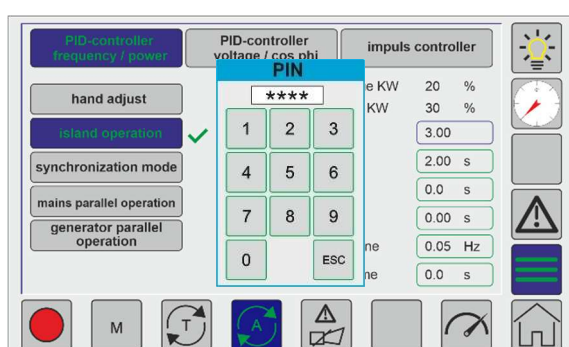 PID-controller
frequency / power
PID-controller
voltage / cos phi
impuls controller
PIN
****
hand adjust
island operation
synchronization mode
mains parallel operation
generator parallel
operation
1 2 3
4 5 6
7 8 9
0 ESC
KW 20 %
KW 30 %
3.00
2.00 s
0.0 s
0.00 s
0.05 Hz
0.0 s
M
T
A